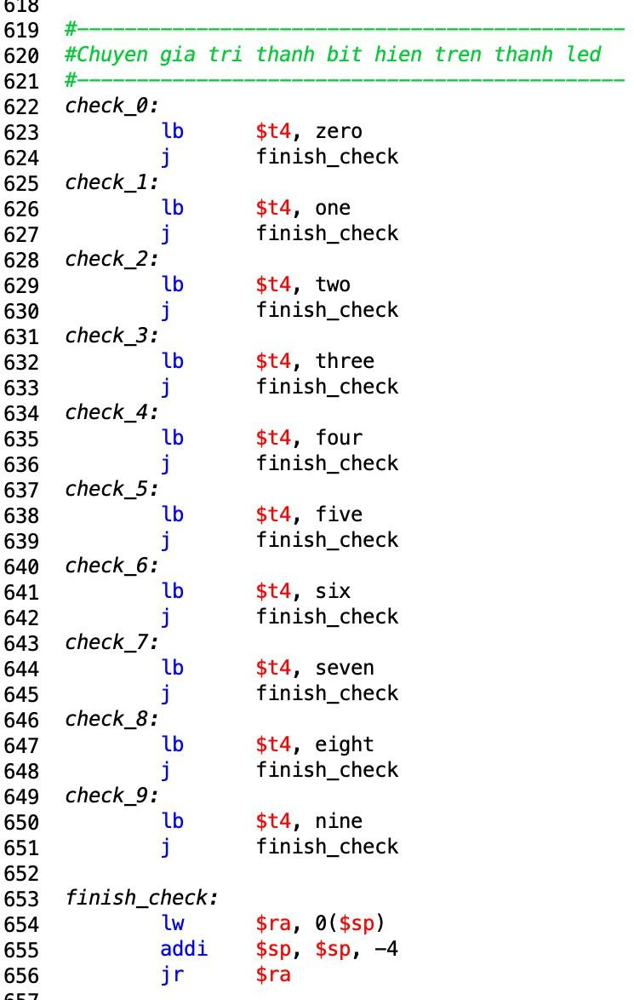 618
619 #----------------------------------------------
620 #Chuyen gia tri thanh bit hien tren thanh led
621 #----------------------------------------------
622 check_0:
623 lb $t4, zero
624 j finish_check
625 check_1:
626 lb $t4, one
627 j finish_check
628 check_2:
629 lb $t4, two
630 j finish_check
631 check_3:
632 lb $t4, three
633 j finish_check
634 check_4:
635 lb $t4, four
636 j finish_check
637 check_5:
638 lb $t4, five
639 j finish_check
640 check_6:
641 lb $t4, six
642 j finish_check
643 check_7:
644 lb $t4, seven
645 j finish_check
646 check_8:
647 lb $t4, eight
648 j finish_check
649 check_9:
650 lb $t4, nine
651 j finish_check
652
653 finish_check:
654 lw $ra, 0($sp)
655 addi $sp, $sp, -4
656 jr $ra
657